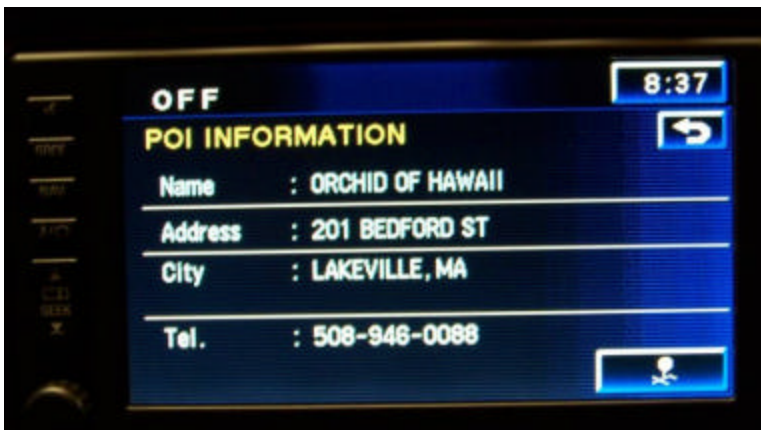 OFF 8:37
POI INFORMATION
Name : ORCHID OF HAWAII
Address : 201 BEDFORD ST
City : LAKEVILLE, MA
Tel. : 508-946-0088
SEEK